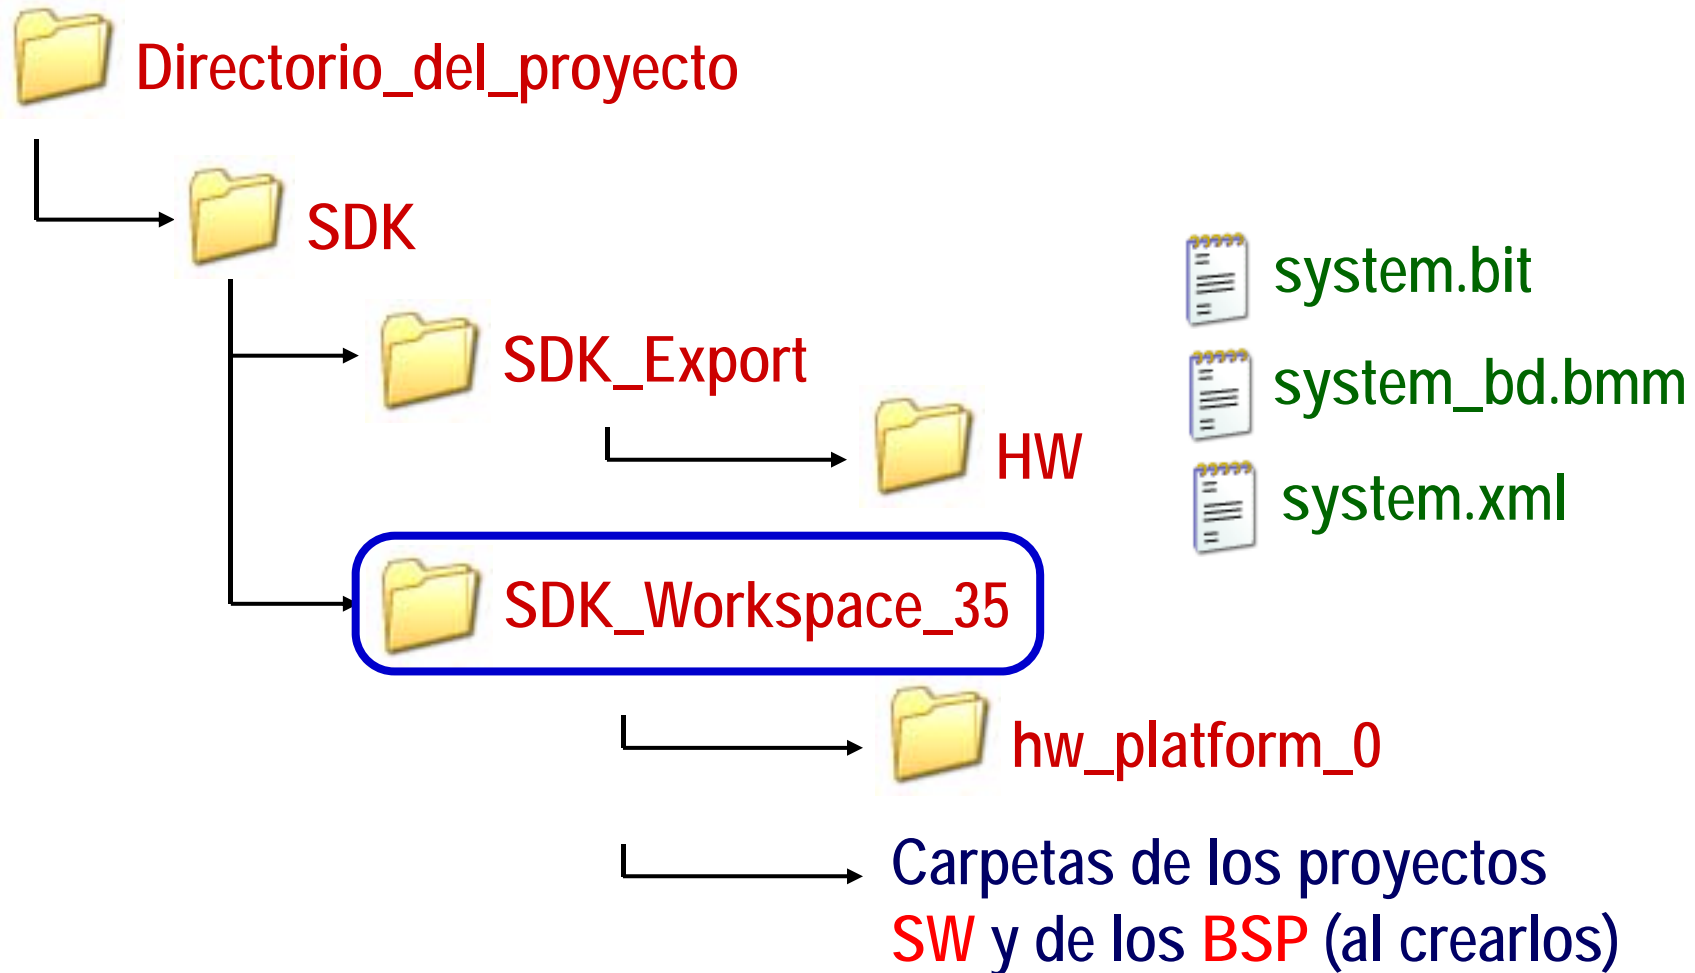 Directorio_del_proyecto
SDK
SDK_Export
HW
system.bit
system_bd.bmm
system.xml
SDK_Workspace_35
hw_platform_0
Carpetas de los proyectos
SW y de los BSP (al crearlos)